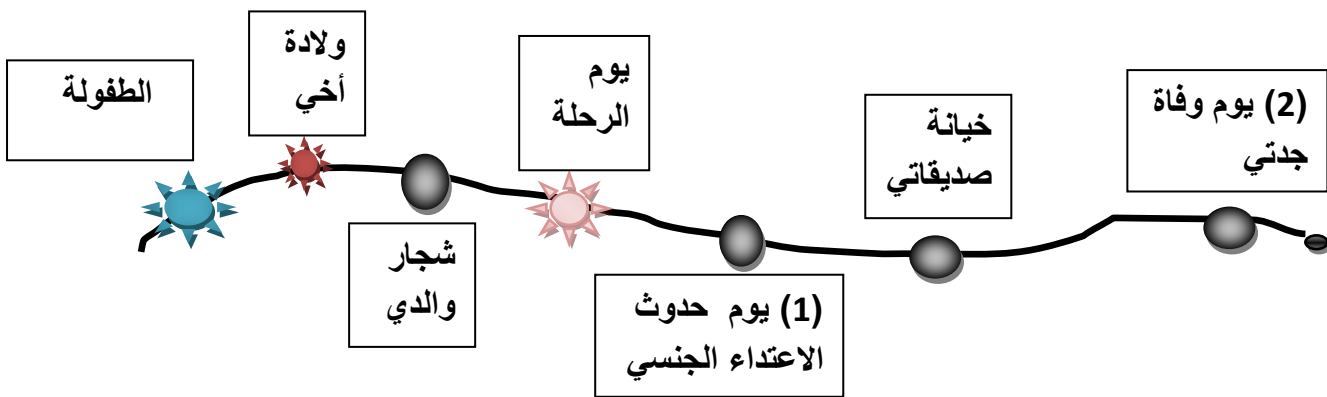 الطفولة
ولادة
أخي
شجار
والدي
يوم
الرحلة
(1) يوم حدوث
الاعتداء الجنسي
خيانة
صديقاتي
(2) يوم وفاة
جدتي